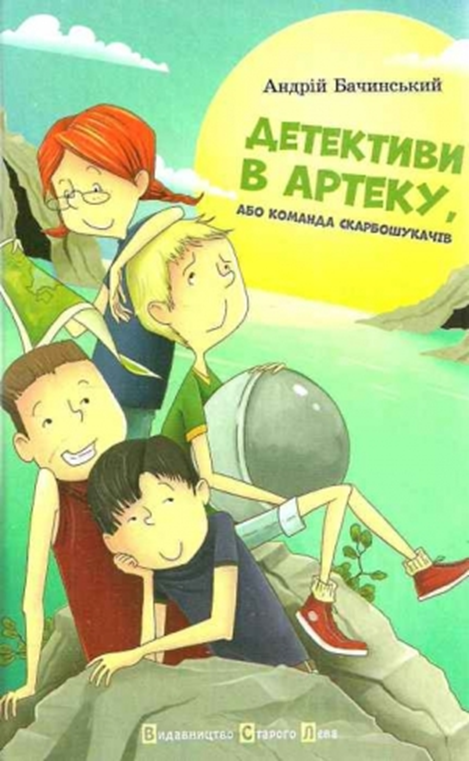 Андрій Бачинський
ДЕТЕКТИВИ
В АРТЕКУ,
АБО КОМАНДА СКАРБОШУКАЧІВ
Видавництво Старого Лева